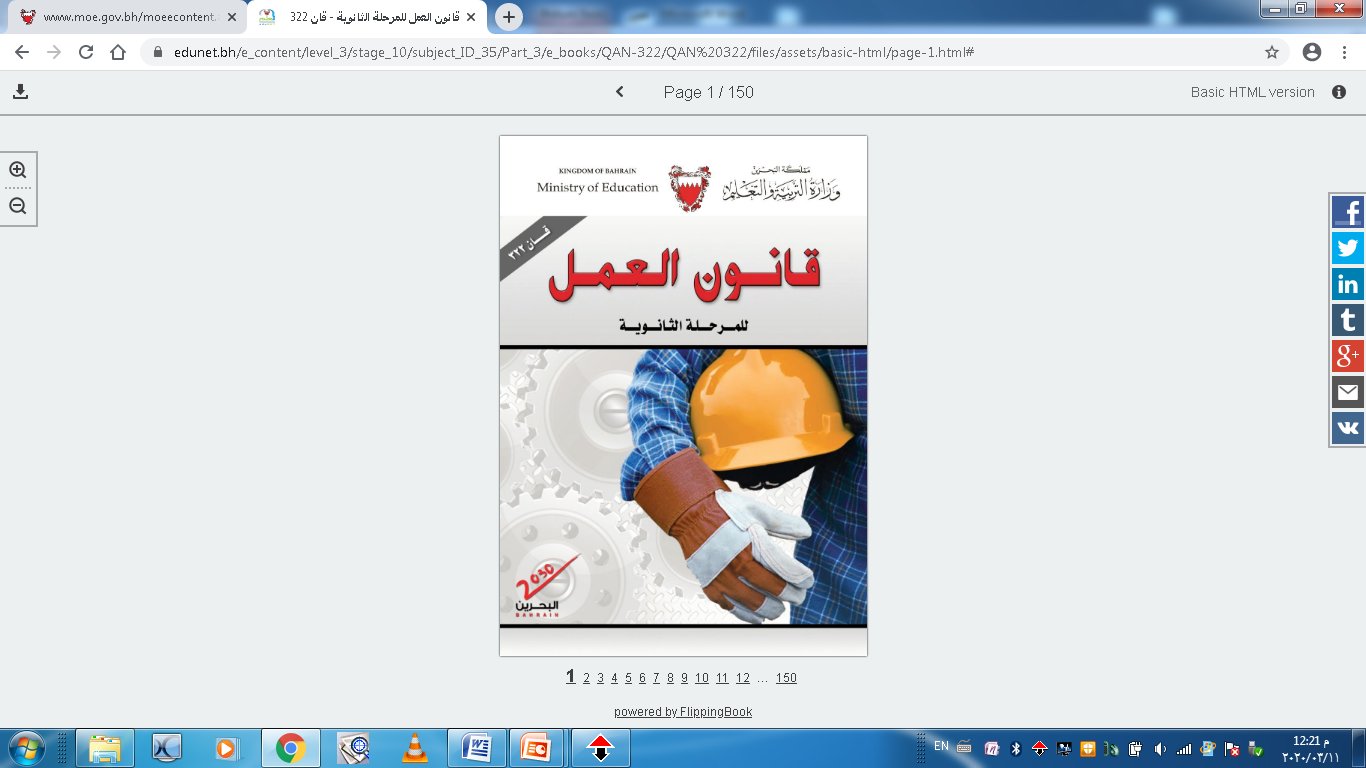 www.moe.gov.bh/moeecontent.
قانون العمل للمرحلة الثانوية - قان 322
edunet.bh/e_content/level_3/stage_10/subject_ID_35/Part_3/e_books/QAN-322/QAN%20322/files/assets/basic-html/page-1.html#
Page 1 / 150
Basic HTML version
KINGDOM OF BAHRAIN
Ministry of Education
مملكة البحرين
وزارة التربية والتعليم
قان ٣٢٢
قانون العمل
للمرحلة الثانوية
2030
البحرين
BAHRAIN
f
in
t
g+
1 2 3 4 5 6 7 8 9 10 11 12 ... 150
powered by FlippingBook
EN
12:21 م
٢٠٢٠/٠٣/١١